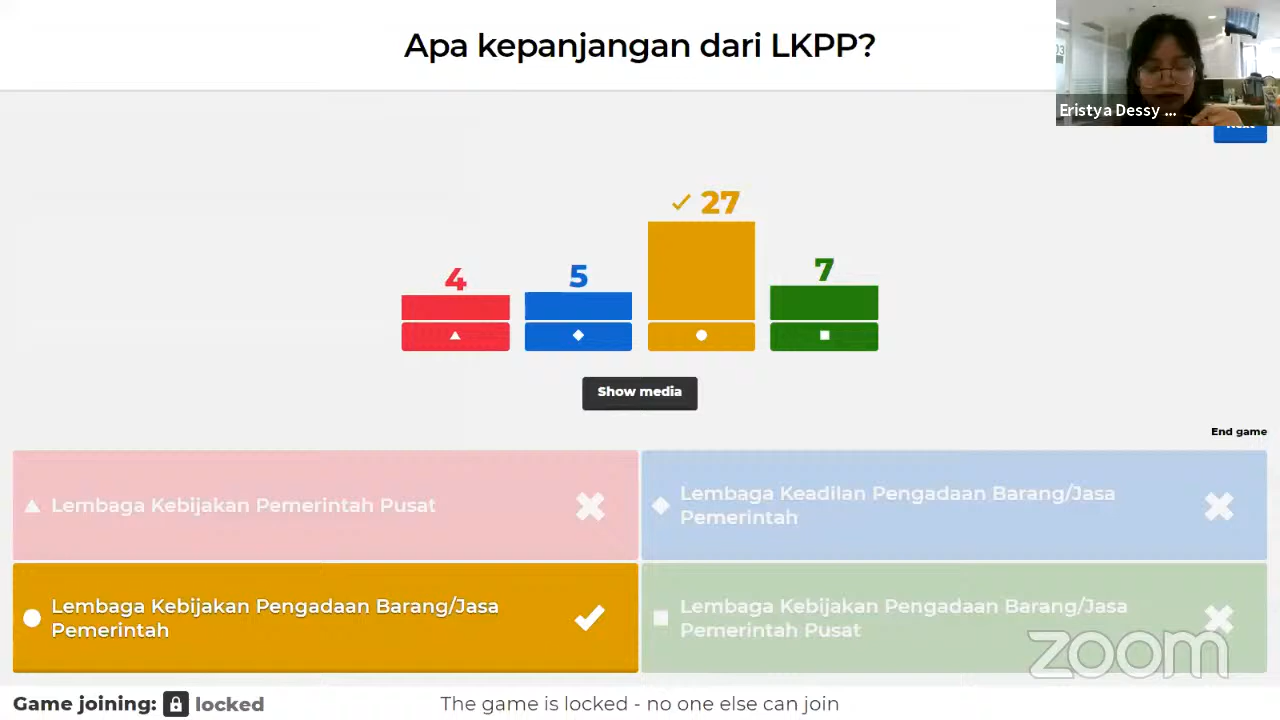 Apa kepanjangan dari LKPP?
03
Eristya Dessy ...
Next
27
4
5
7
Show media
End game
Lembaga Kebijakan Pemerintah Pusat
Lembaga Keadilan Pengadaan Barang/Jasa
Pemerintah
Lembaga Kebijakan Pengadaan Barang/Jasa
Pemerintah
Lembaga Kebijakan Pengadaan Barang/Jasa
Pemerintah Pusat
zoom
Game joining: locked
The game is locked - no one else can join